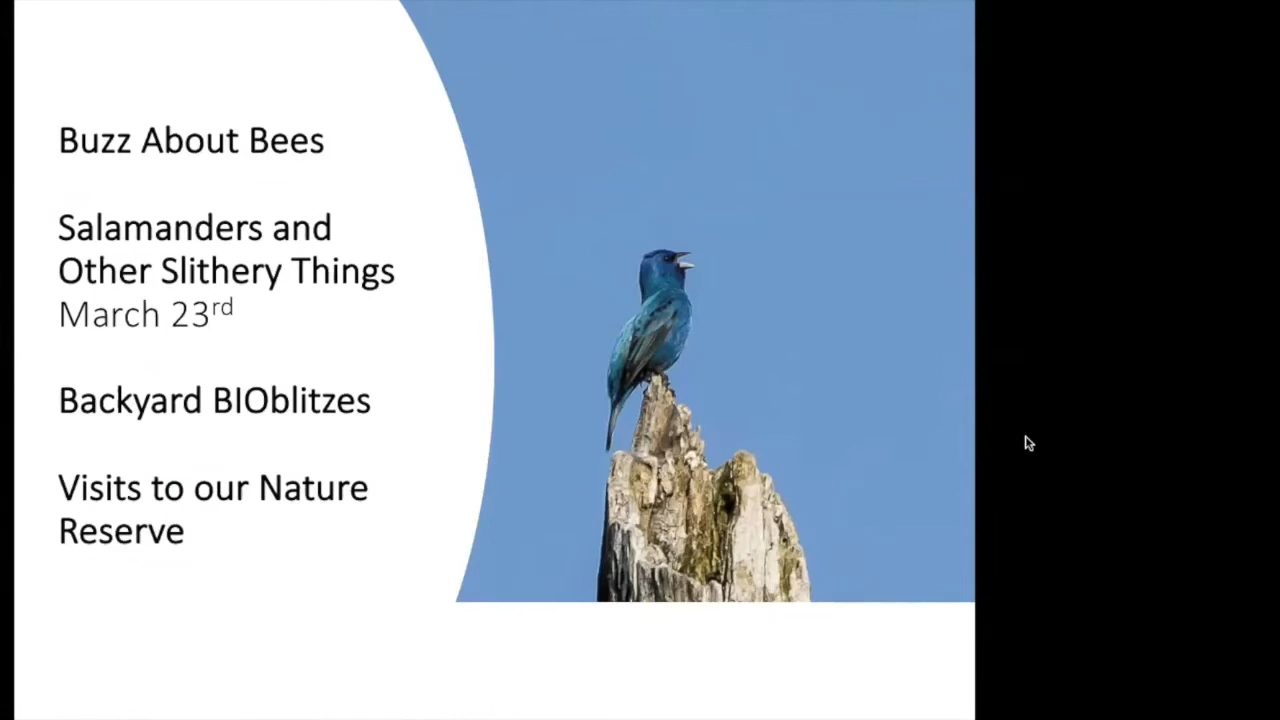 Buzz About Bees
Salamanders and
Other Slithery Things
March 23rd
Backyard BIOblitzes
Visits to our Nature
Reserve